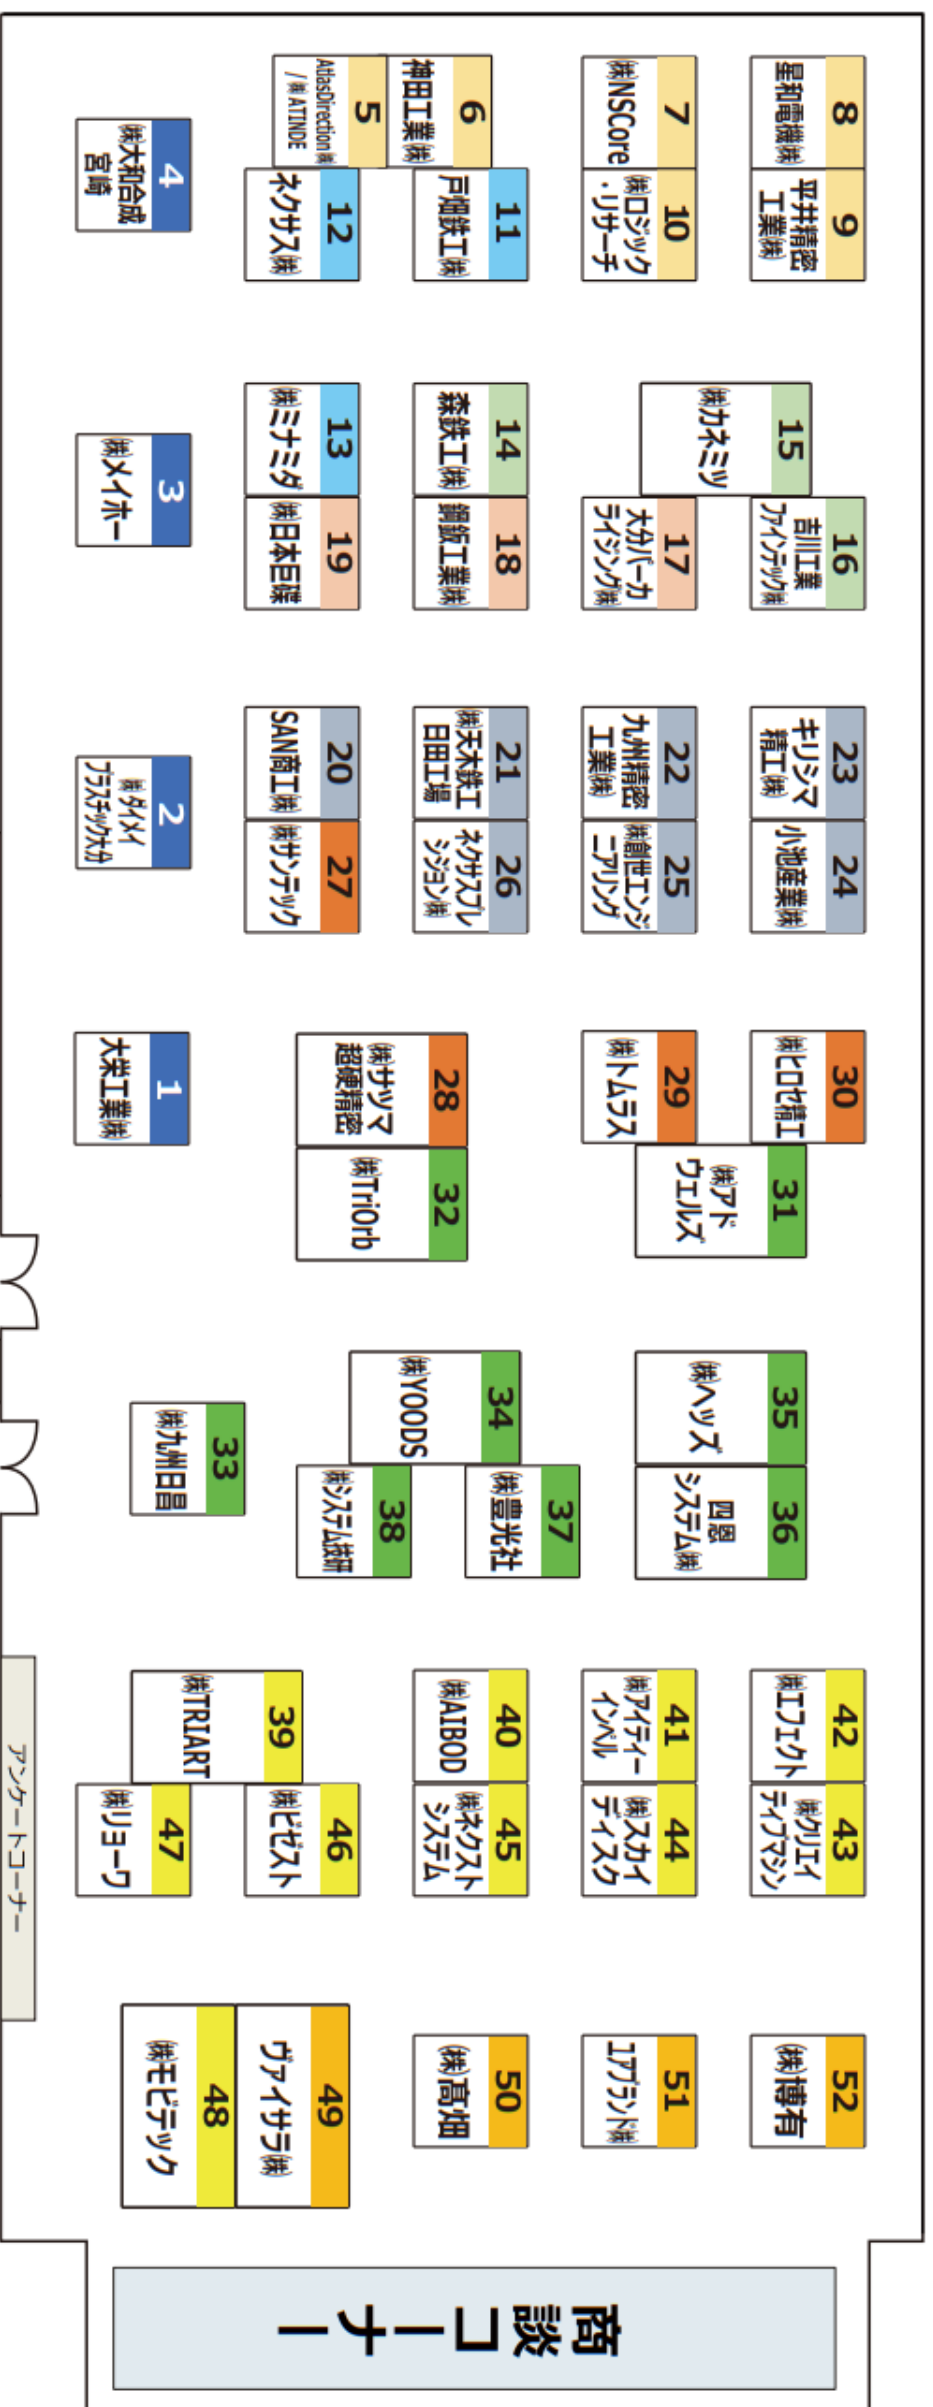 8
星和電機㈱
9
平井精密
工業㈱
7
㈱NSCore
10
㈱ロジック
・リサーチ
6
神田工業㈱
5
AtlasDirection㈱
/㈱ATINDE
11
戸畑鉄工㈱
12
ネクサス㈱
4
㈱大和合成
宮崎
15
㈱カネミツ
16
吉川工業
ファインテック㈱
17
大分パーカ
ライジング㈱
14
森鉄工㈱
18
鋼鈑工業㈱
13
㈱ミナミダ
19
㈱日本巨碟
3
㈱メイホー
23
キリシマ
精工㈱
24
小池産業㈱
22
九州精密
工業㈱
25
㈱創世エンジ
ニアリング
21
㈱天木鉄工
日田工場
26
ネクサスプレ
シジョン㈱
20
SAN商工㈱
27
㈱サンテック
2
㈱ダイメイ
プラスチック大分
30
㈱ヒロセ精工
29
㈱トムラス
31
㈱アド
ウェルズ
28
㈱サツマ
超硬精密
32
㈱TriOrb
1
大栄工業㈱
35
㈱ヘッズ
36
四恩
システム㈱
34
㈱YOODS
37
㈱豊光社
38
㈱システム技研
33
㈱九州日昌
42
㈱エフェクト
43
㈱クリエイ
ティブマシン
41
㈱アイティー
インベル
44
㈱スカイ
ディスク
40
㈱AIBOD
45
㈱ネクスト
システム
39
㈱TRIART
46
㈱ビゼスト
47
㈱リョーワ
アンケートコーナー
52
㈱博有
51
ユアブランド㈱
50
㈱高畑
49
ヴァイサラ㈱
48
㈱モビテック
商談コーナー